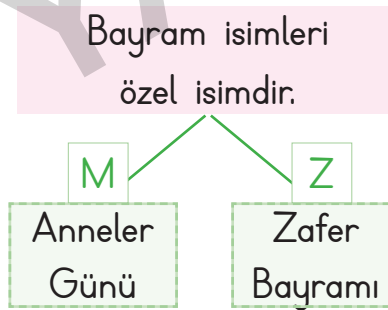 Bayram isimleri
özel isimdir.
M
Z
Anneler
Günü
Zafer
Bayramı